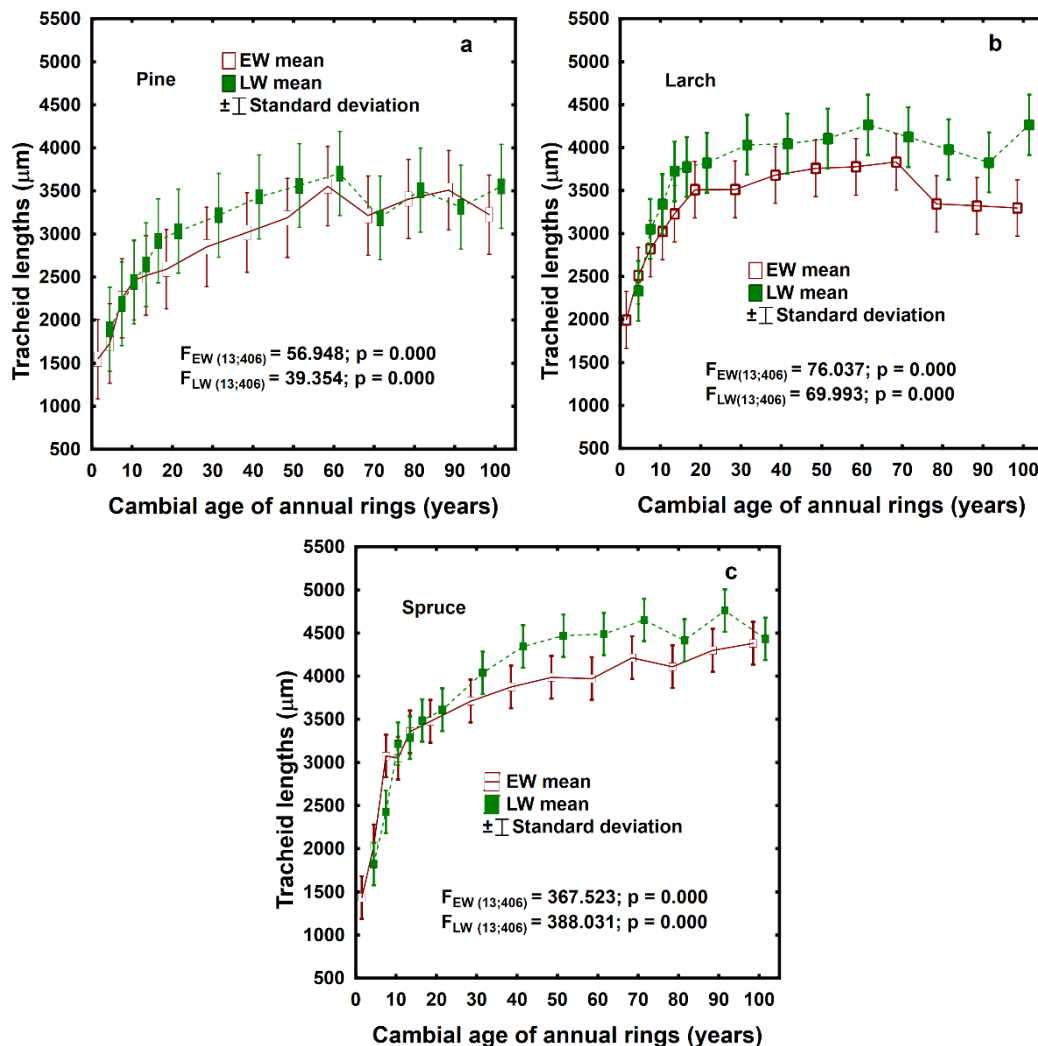 a
Pine
EW mean
LW mean
± Standard deviation
F EW (13;406) = 56.948; p = 0.000
F LW (13;406) = 39.354; p = 0.000
Tracheid lengths (µm)
5500
5000
4500
4000
3500
3000
2500
2000
1500
1000
500
0 10 20 30 40 50 60 70 80 90 100
Cambial age of annual rings (years)
b
Larch
EW mean
LW mean
± Standard deviation
F EW(13;406) = 76.037; p = 0.000
F LW(13;406) = 69.993; p = 0.000
Tracheid lengths (µm)
5500
5000
4500
4000
3500
3000
2500
2000
1500
1000
500
0 10 20 30 40 50 60 70 80 90 100
Cambial age of annual rings (years)
c
Spruce
EW mean
LW mean
± Standard deviation
F EW (13;406) = 367.523; p = 0.000
F LW (13;406) = 388.031; p = 0.000
Tracheid lengths (µm)
5500
5000
4500
4000
3500
3000
2500
2000
1500
1000
500
0 10 20 30 40 50 60 70 80 90 100
Cambial age of annual rings (years)